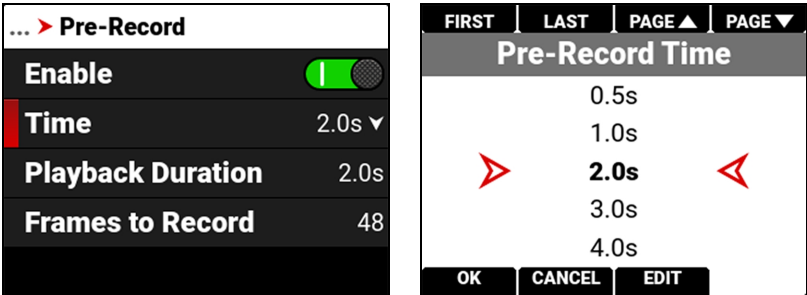 ... Pre-Record
Enable
Time 2.0s
Playback Duration 2.0s
Frames to Record 48
FIRST LAST PAGE▲ PAGE▼
Pre-Record Time
0.5s
1.0s
2.0s
3.0s
4.0s
OK CANCEL EDIT